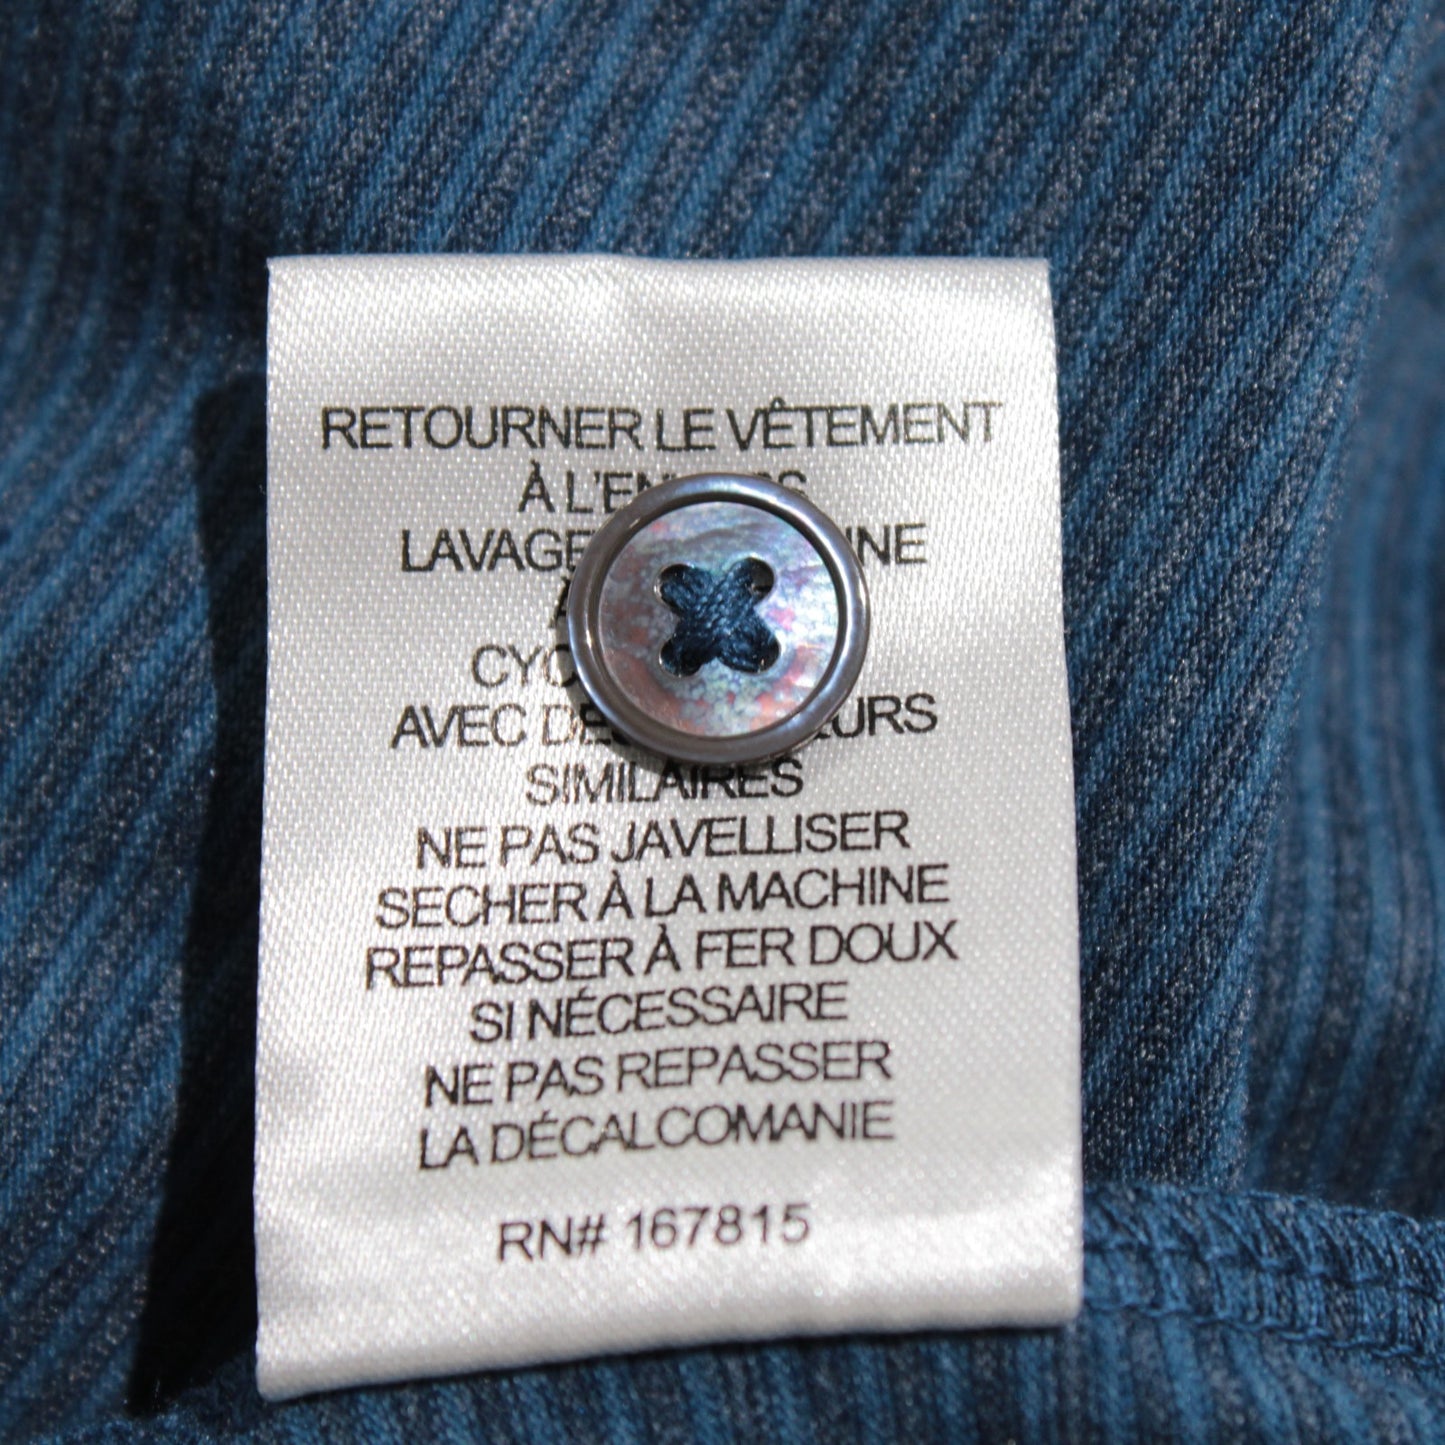 RETOURNER LE VÊTEMENT
À
LAVAGE
AVEC
SIMILAIRES
NE PAS JAVELLISER
SECHER À LA MACHINE
REPASSER À FER DOUX
SI NÉCESSAIRE
NE PAS REPASSER
LA DÉCALCOMANIE
RN# 167815